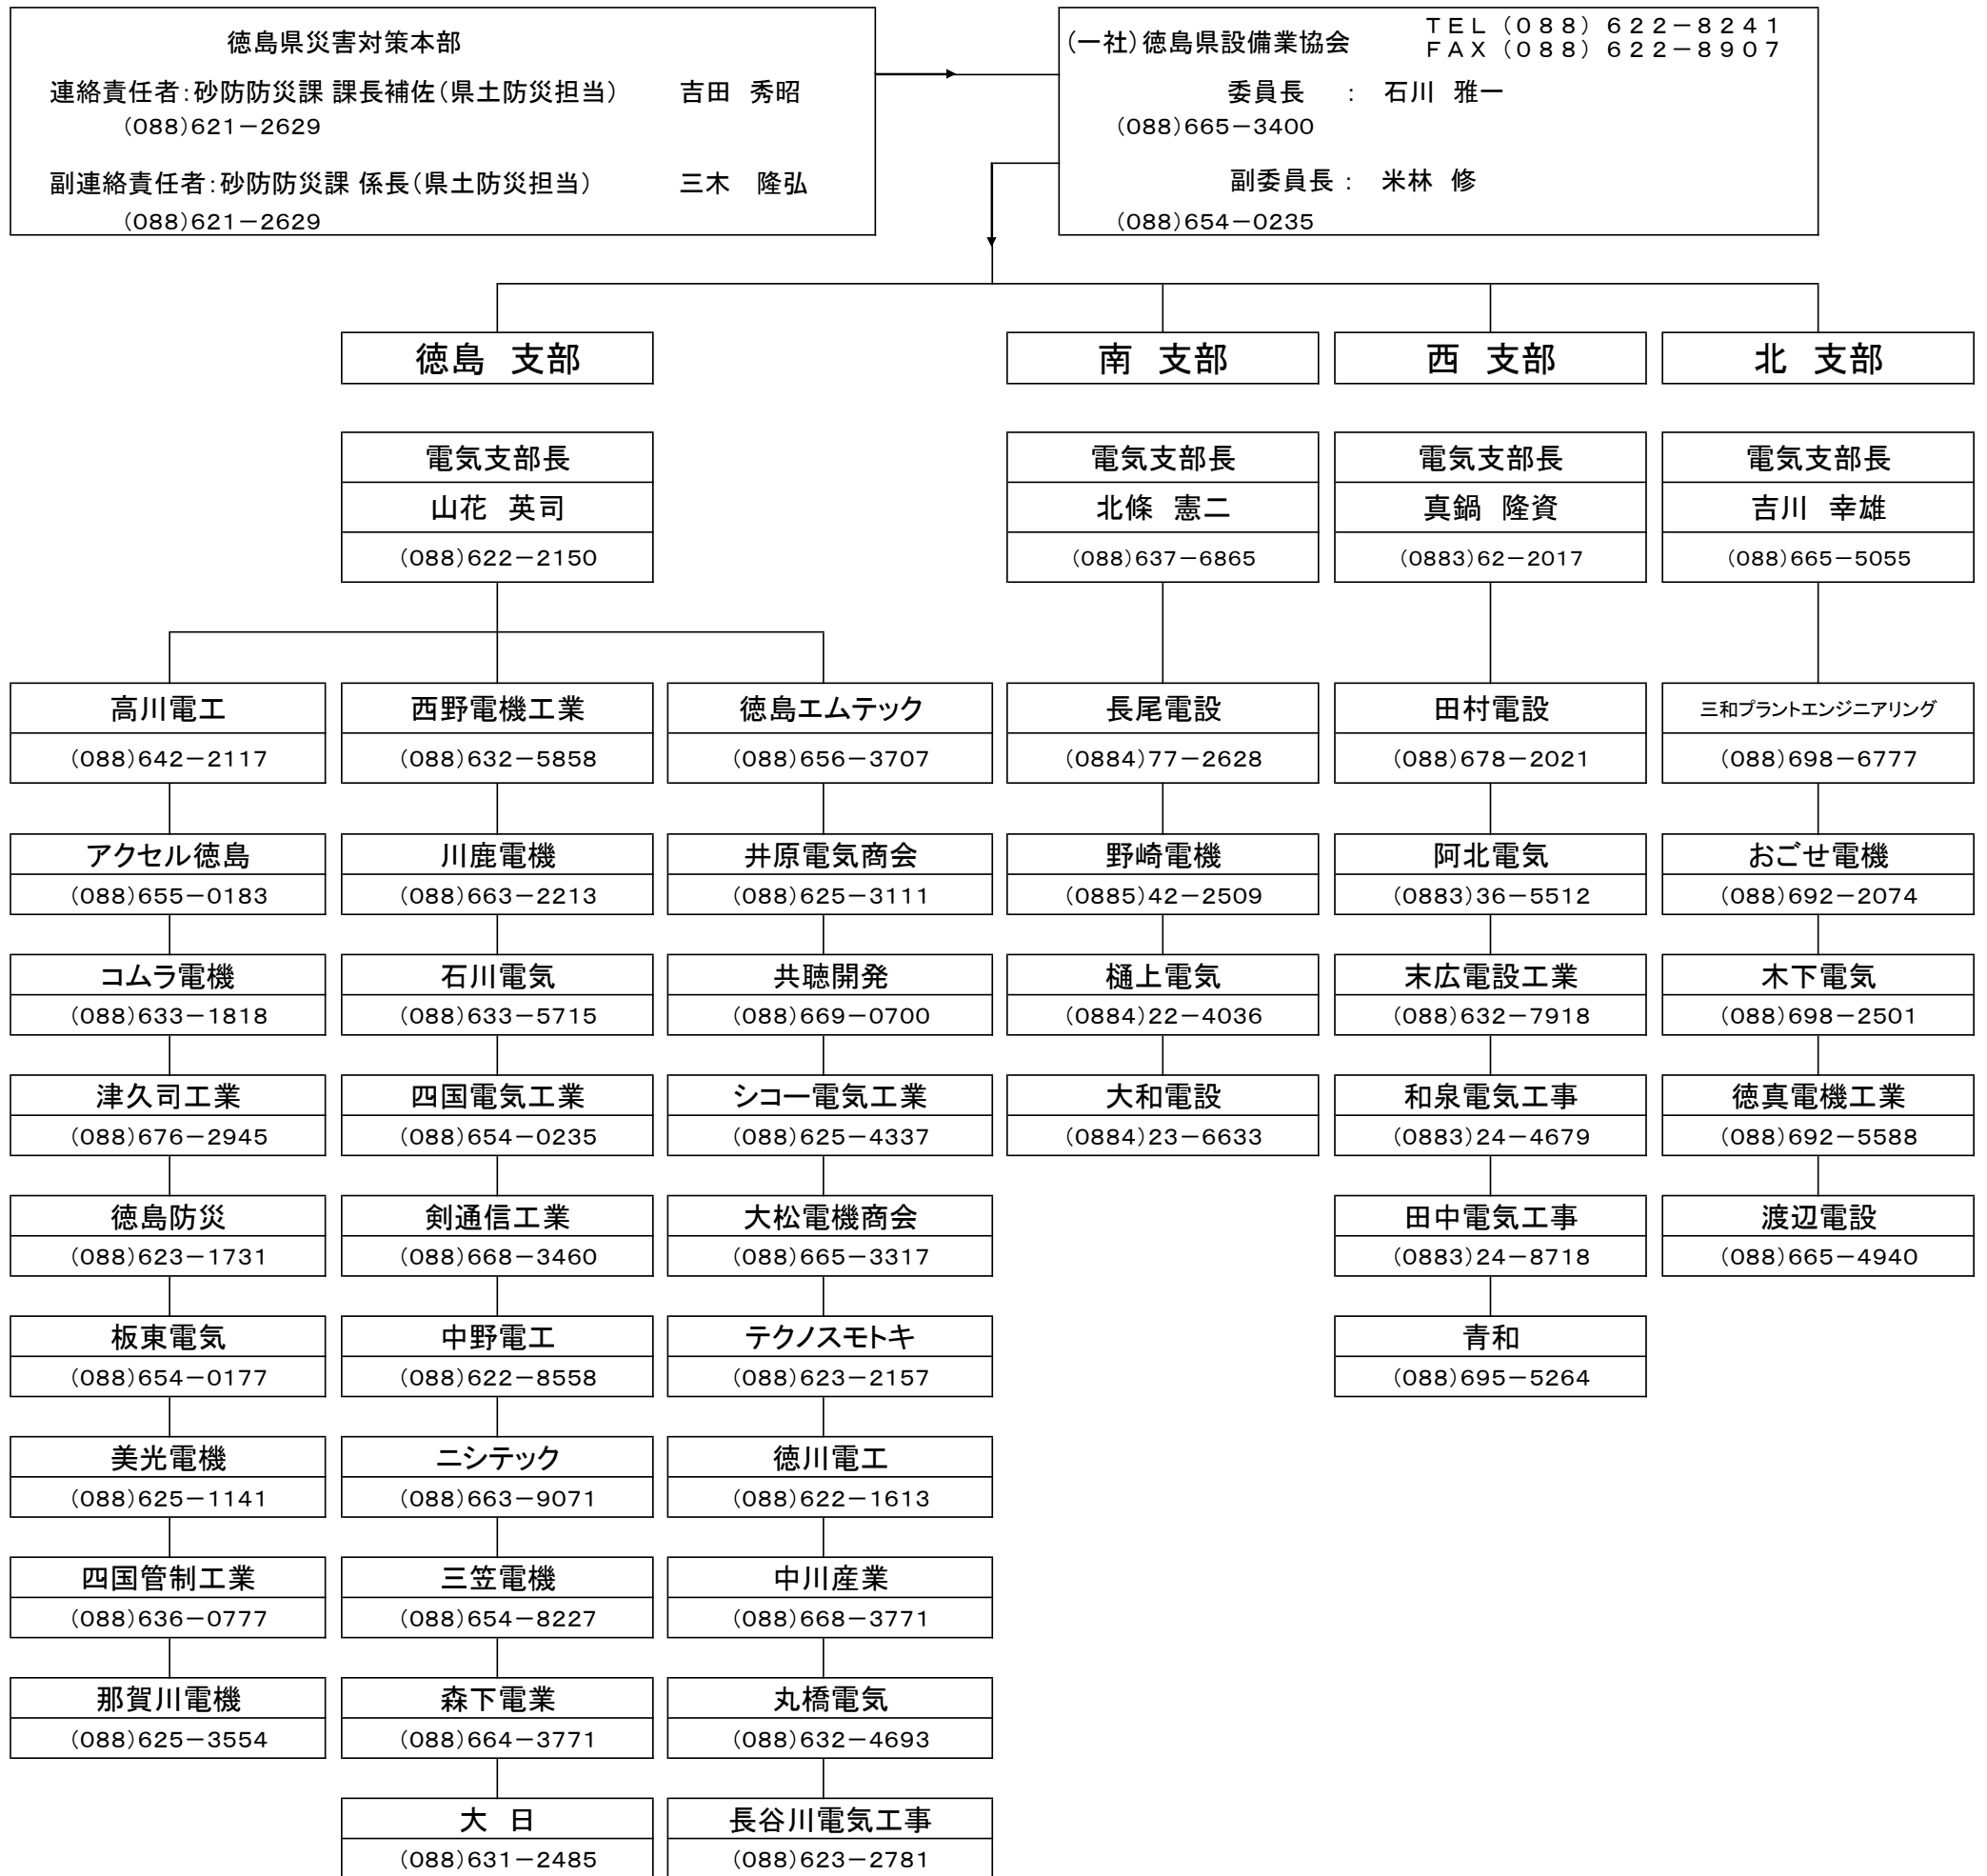 徳島県災害対策本部
連絡責任者:砂防防災課 課長補佐(県土防災担当) 吉田 秀昭
(088)621-2629
副連絡責任者:砂防防災課 係長(県土防災担当) 三木 隆弘
(088)621-2629
(一社)徳島県設備業協会 TEL (088) 622-8241
FAX (088) 622-8907
委員長 : 石川 雅一
(088)665-3400
副委員長 : 米林 修
(088)654-0235
徳島 支部
電気支部長
山花 英司
(088)622-2150
高川電工
(088)642-2117
アクセル徳島
(088)655-0183
コムラ電機
(088)633-1818
津久司工業
(088)676-2945
徳島防災
(088)623-1731
板東電気
(088)654-0177
美光電機
(088)625-1141
四国管制工業
(088)636-0777
那賀川電機
(088)625-3554
西野電機工業
(088)632-5858
川鹿電機
(088)663-2213
石川電気
(088)633-5715
四国電気工業
(088)654-0235
剣通信工業
(088)668-3460
中野電工
(088)622-8558
ニシテック
(088)663-9071
三笠電機
(088)654-8227
森下電業
(088)664-3771
大 日
(088)631-2485
徳島エムテック
(088)656-3707
井原電気商会
(088)625-3111
共聴開発
(088)669-0700
シコー電気工業
(088)625-4337
大松電機商会
(088)665-3317
テクノスモトキ
(088)623-2157
徳川電工
(088)622-1613
中川産業
(088)668-3771
丸橋電気
(088)632-4693
長谷川電気工事
(088)623-2781
南 支部
電気支部長
北條 憲二
(088)637-6865
長尾電設
(0884)77-2628
野崎電機
(0885)42-2509
樋上電気
(0884)22-4036
大和電設
(0884)23-6633
西 支部
電気支部長
真鍋 隆資
(0883)62-2017
田村電設
(088)678-2021
阿北電気
(0883)36-5512
末広電設工業
(088)632-7918
和泉電気工事
(0883)24-4679
田中電気工事
(0883)24-8718
青和
(088)695-5264
北 支部
電気支部長
吉川 幸雄
(088)665-5055
三和プラントエンジニアリング
(088)698-6777
おごせ電機
(088)692-2074
木下電気
(088)698-2501
徳真電機工業
(088)692-5588
渡辺電設
(088)665-4940